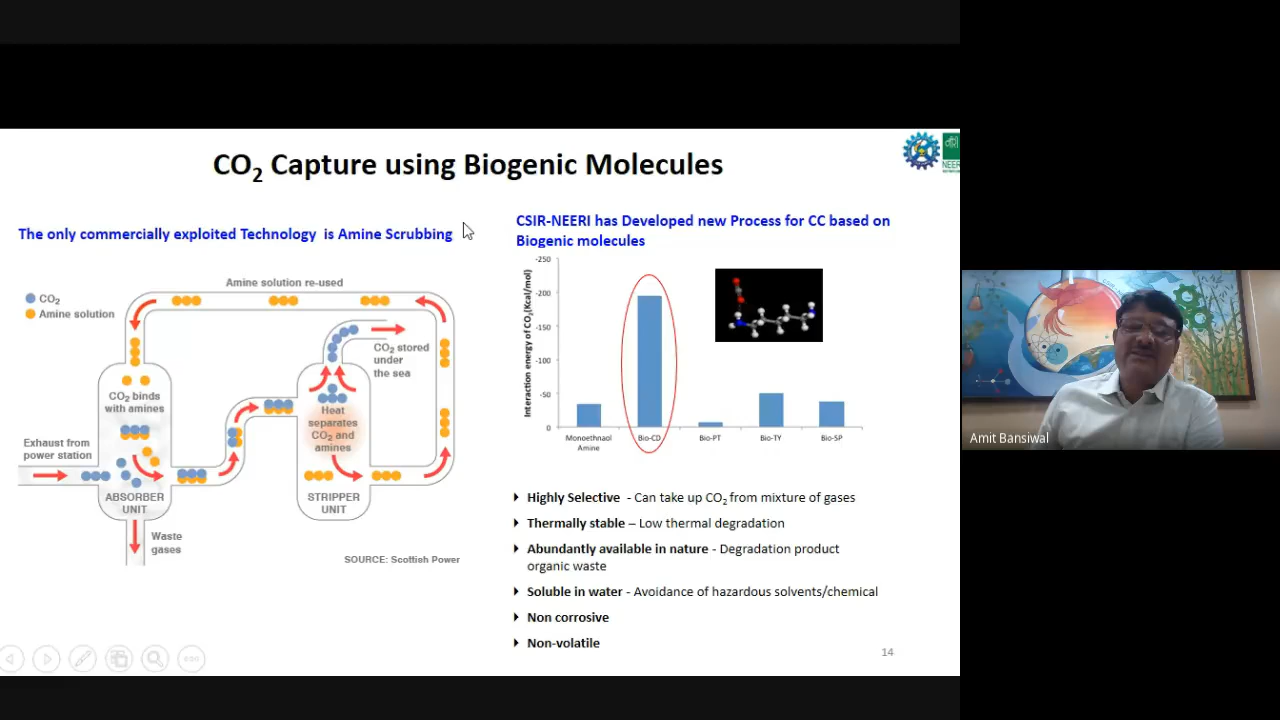 CO2 Capture using Biogenic Molecules
NEERI
The only commercially exploited Technology is Amine Scrubbing
CO2
Amine solution
Amine solution re-used
CO2 binds
with amines
Exhaust from
power station
ABSORBER
UNIT
Waste
gases
CO2 stored
under
the sea
Heat
separates
CO2 and
amines
STRIPPER
UNIT
SOURCE: Scottish Power
CSIR-NEERI has Developed new Process for CC based on
Biogenic molecules
Interaction energy of CO2(Kcal/mol)
-250
-200
-150
-100
-50
0
Monoethnaol
Amine
Bio-CD
Bio-PT
Bio-TY
Bio-SP
Highly Selective - Can take up CO2 from mixture of gases
Thermally stable – Low thermal degradation
Abundantly available in nature - Degradation product
organic waste
Soluble in water - Avoidance of hazardous solvents/chemical
Non corrosive
Non-volatile
14
Amit Bansiwal